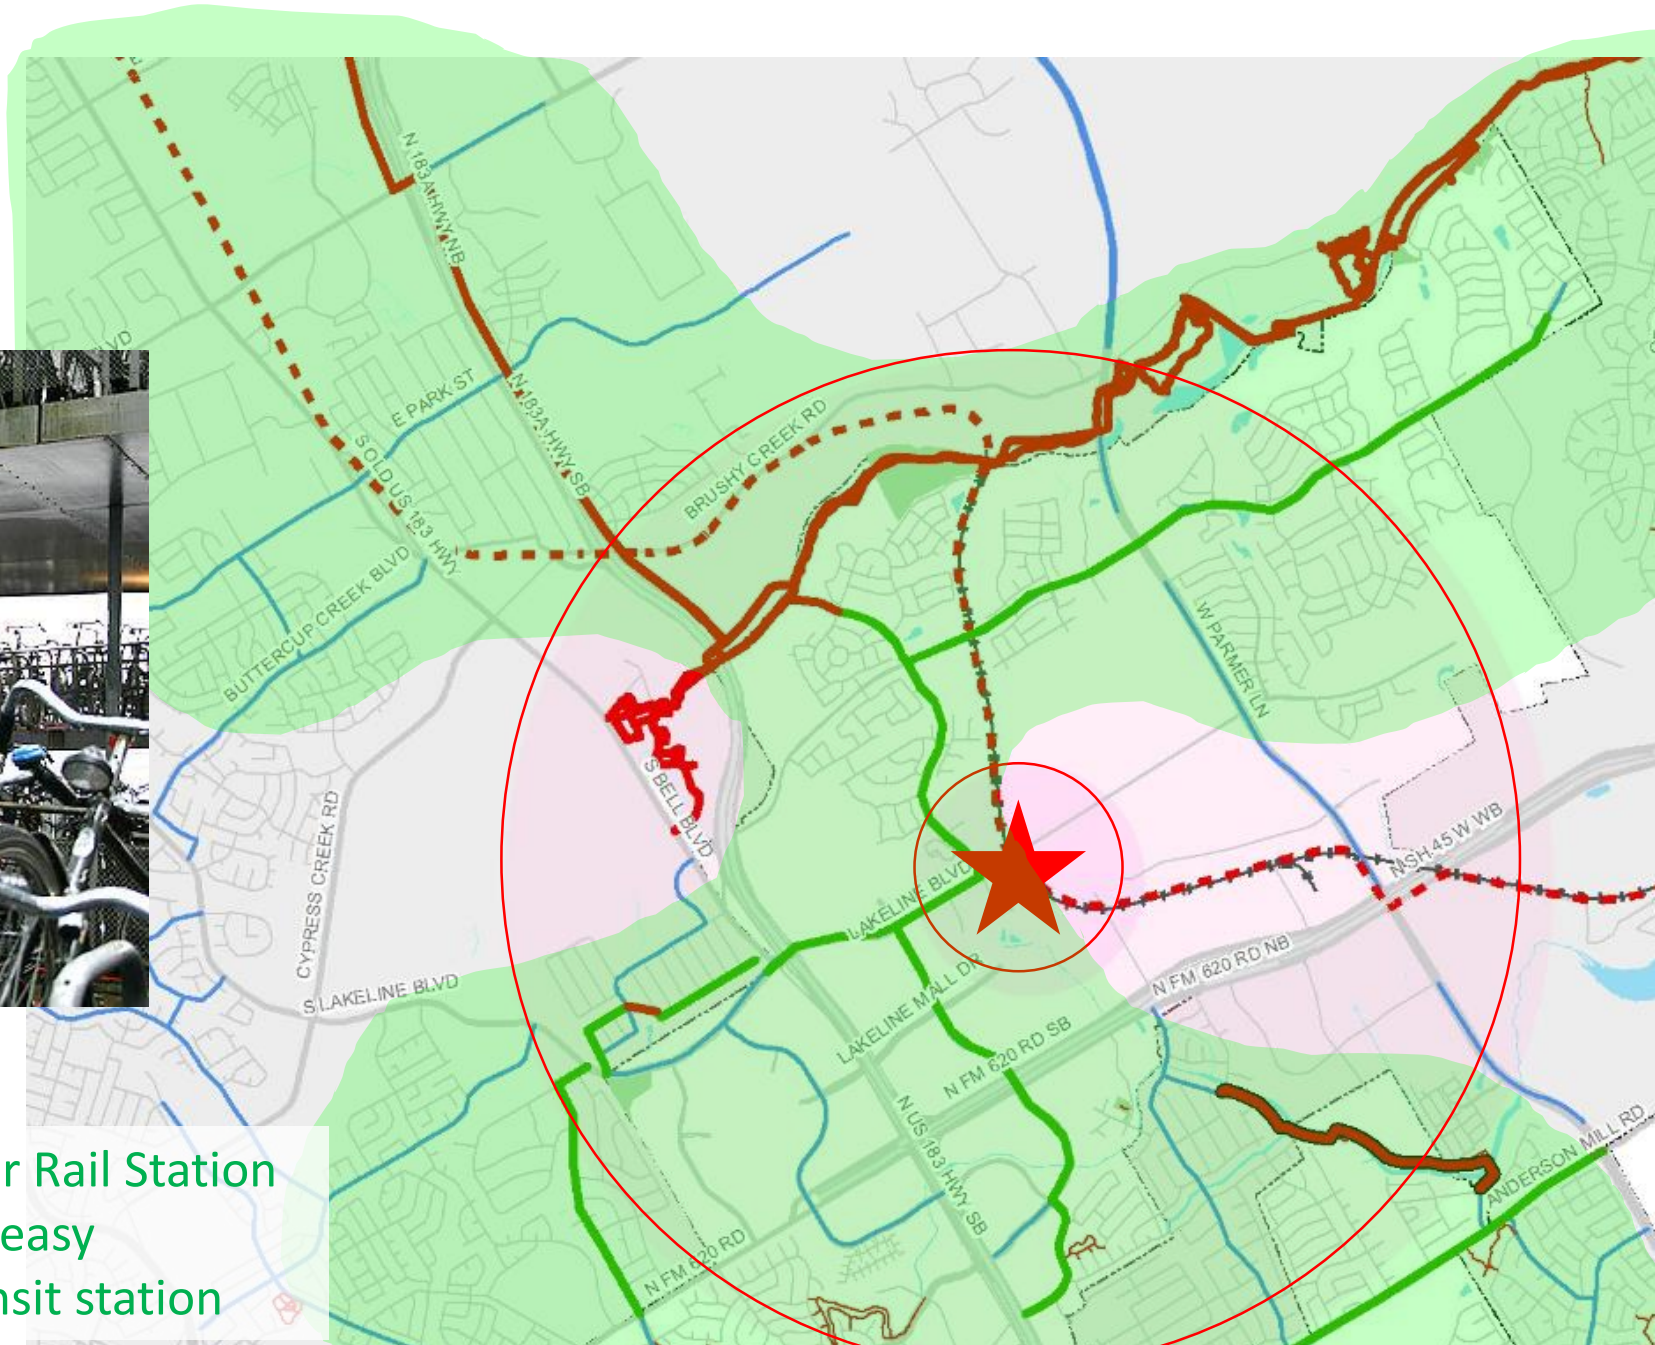 LVD
N 183A HWY NB
E PARK ST
N 183A HWY SB
S OLD US 183 HWY
BRUSHY CREEK RD
BUTTERCUP CREEK BLVD
W PARMER LN
S BELL BLVD
CYPRESS CREEK RD
N SH 45 W WB
LAKELINE BLVD
S LAKELINE BLVD
LAKELINE MALL DR
N FM 620 RD NB
N FM 620 RD SB
N US 183 HWY SB
ANDERSON MILL RD
N FM 620 RD
r Rail Station
easy
nsit station